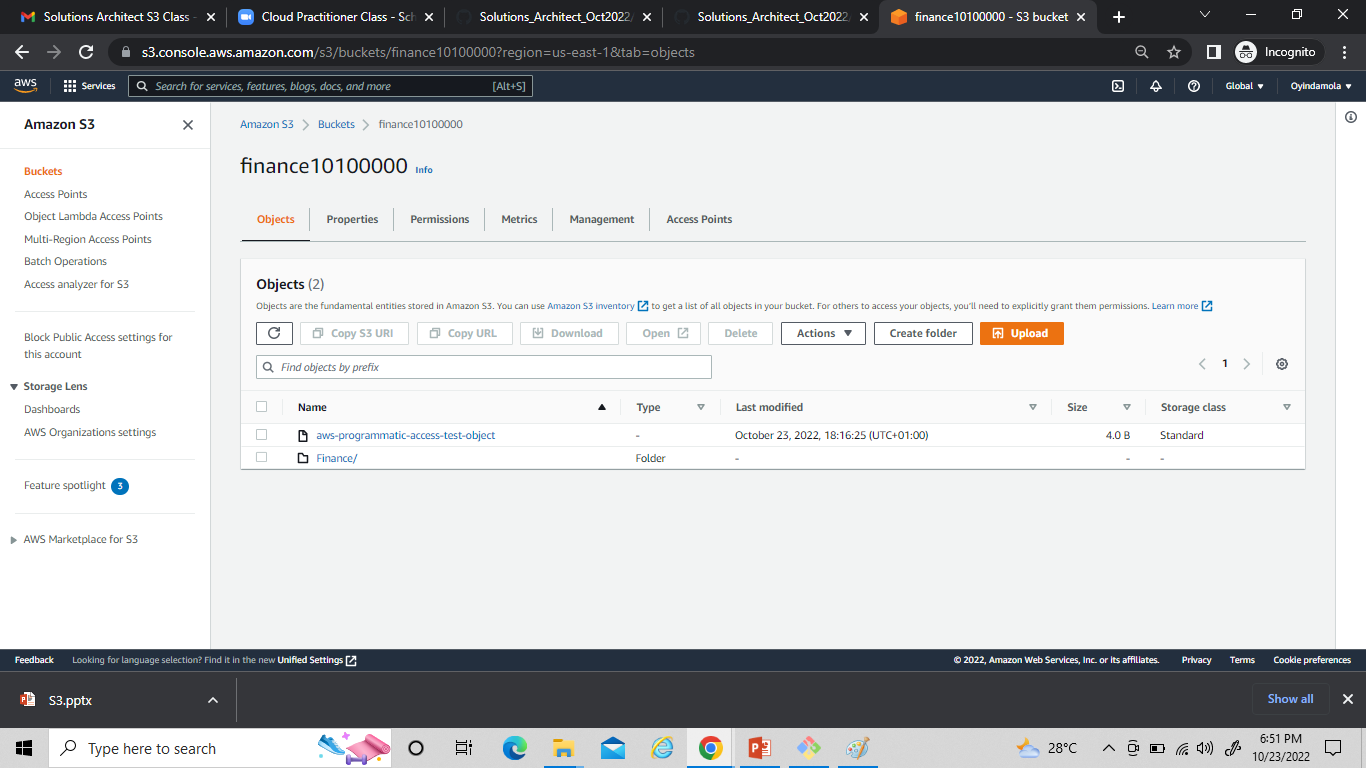 Solutions Architect S3 Class -
Cloud Practitioner Class - Sch
Solutions_Architect_Oct2022/
Solutions_Architect_Oct2022/
finance10100000 - S3 bucket
s3.console.aws.amazon.com/s3/buckets/finance10100000?region=us-east-1&tab=objects
Incognito
aws
Services
Search for services, features, blogs, docs, and more
[Alt+S]
Global
Oyindamola
Amazon S3
Buckets
Access Points
Object Lambda Access Points
Multi-Region Access Points
Batch Operations
Access analyzer for S3
Block Public Access settings for
this account
Storage Lens
Dashboards
AWS Organizations settings
Feature spotlight 3
AWS Marketplace for S3
Amazon S3 > Buckets > finance10100000
finance10100000 Info
Objects Properties Permissions Metrics Management Access Points
Objects (2)
Objects are the fundamental entities stored in Amazon S3. You can use Amazon S3 inventory to get a list of all objects in your bucket. For others to access your objects, you'll need to explicitly grant them permissions. Learn more
Copy S3 URI Copy URL Download Open Delete Actions Create folder Upload
Find objects by prefix
1
Name Type Last modified Size Storage class
aws-programmatic-access-test-object - October 23, 2022, 18:16:25 (UTC+01:00) 4.0 B Standard
Finance/ Folder - - -
Feedback Looking for language selection? Find it in the new Unified Settings © 2022, Amazon Web Services, Inc. or its affiliates. Privacy Terms Cookie preferences
S3.pptx
Show all
Type here to search
28°C
6:51 PM
10/23/2022